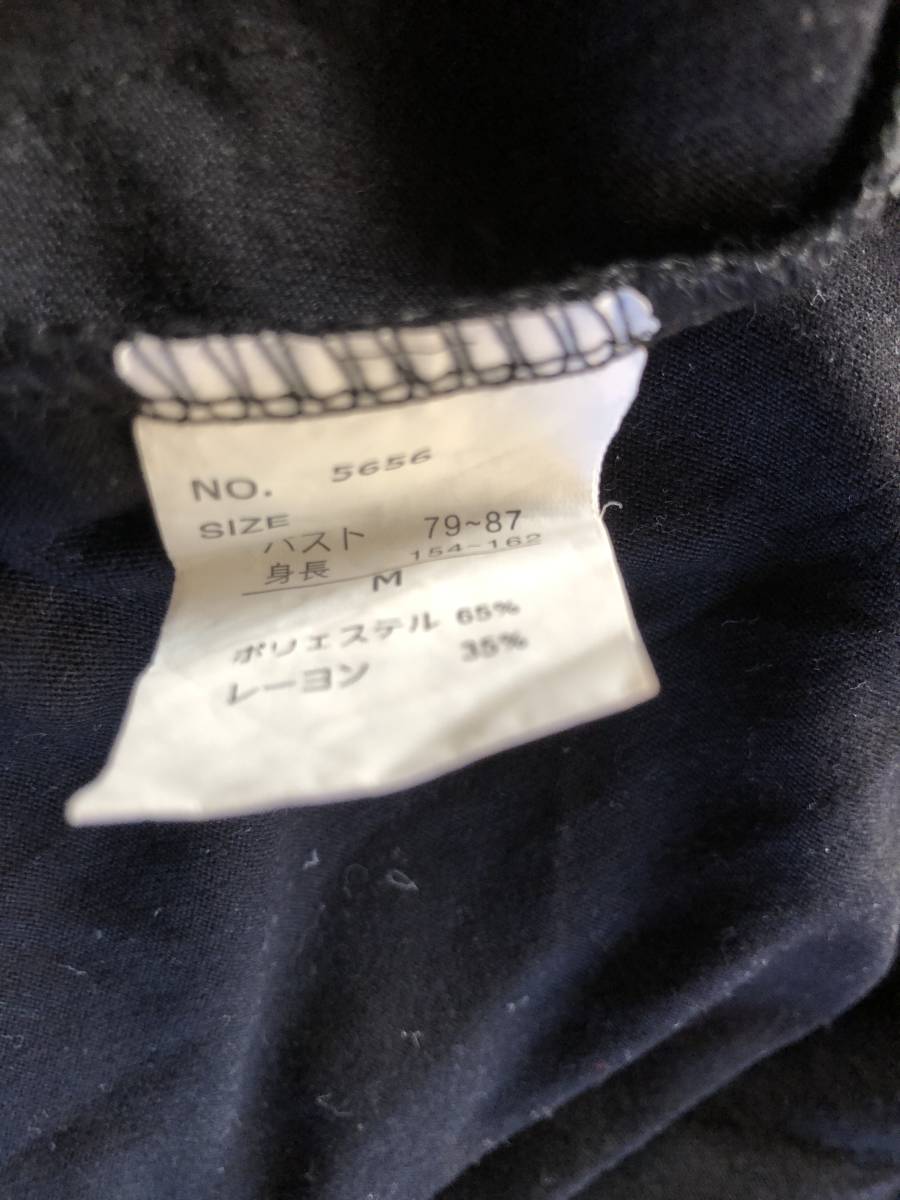 NO. 5656
SIZE
バスト 79~87
身長 154~162
M
ポリエステル 65%
レーヨン 35%